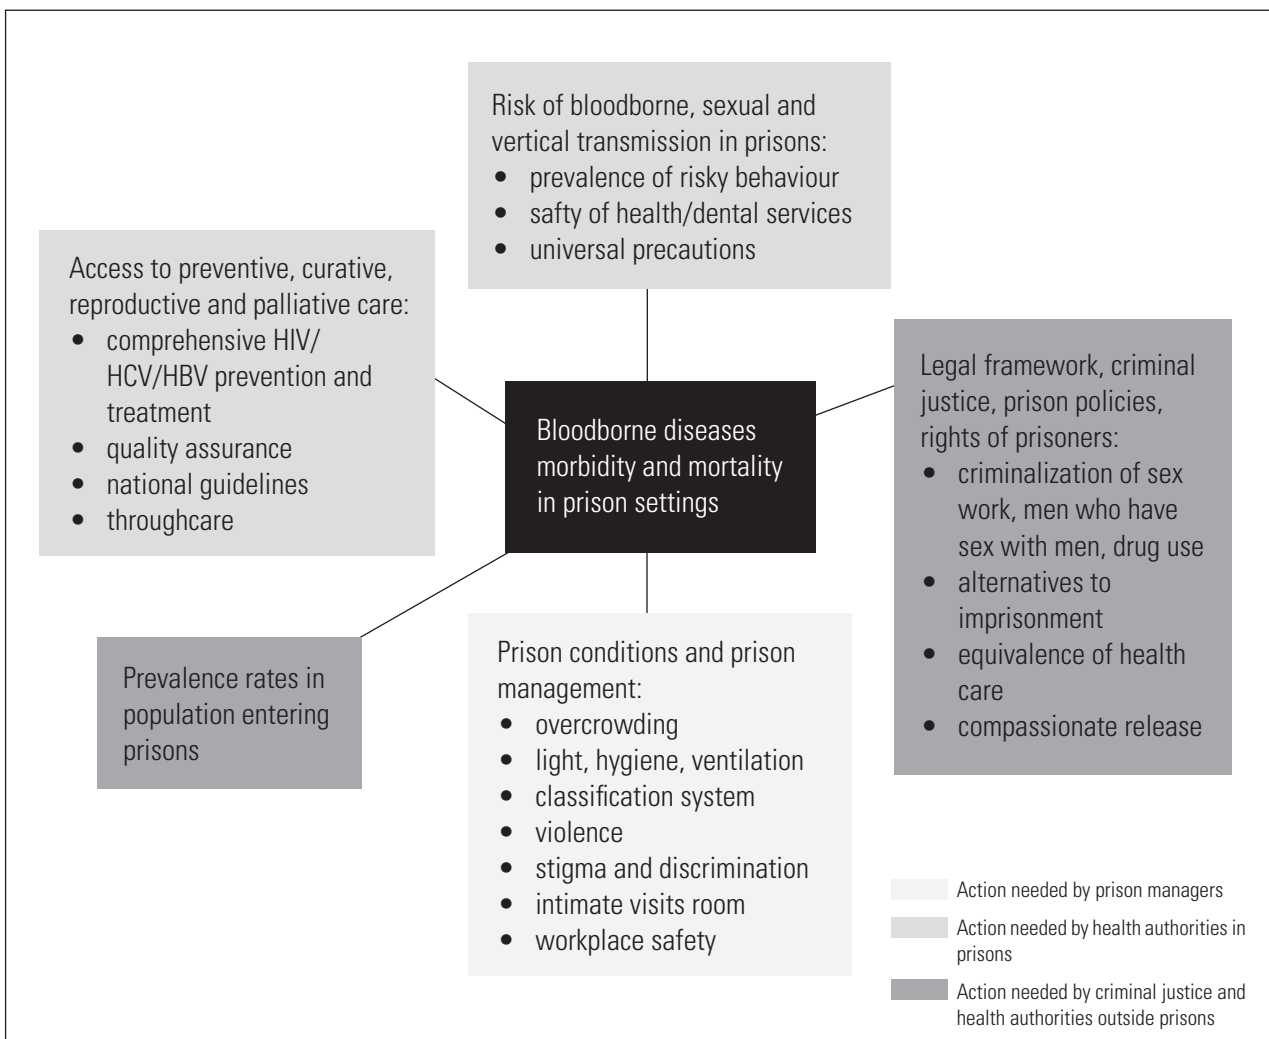 Risk of bloodborne, sexual and
vertical transmission in prisons:
• prevalence of risky behaviour
• safty of health/dental services
• universal precautions
Access to preventive, curative,
reproductive and palliative care:
• comprehensive HIV/
HCV/HBV prevention and
treatment
• quality assurance
• national guidelines
• throughcare
Legal framework, criminal
justice, prison policies,
rights of prisoners:
• criminalization of sex
work, men who have
sex with men, drug use
• alternatives to
imprisonment
• equivalence of health
care
• compassionate release
Bloodborne diseases
morbidity and mortality
in prison settings
Prevalence rates in
population entering
prisons
Prison conditions and prison
management:
• overcrowding
• light, hygiene, ventilation
• classification system
• violence
• stigma and discrimination
• intimate visits room
• workplace safety
Action needed by prison managers
Action needed by health authorities in
prisons
Action needed by criminal justice and
health authorities outside prisons